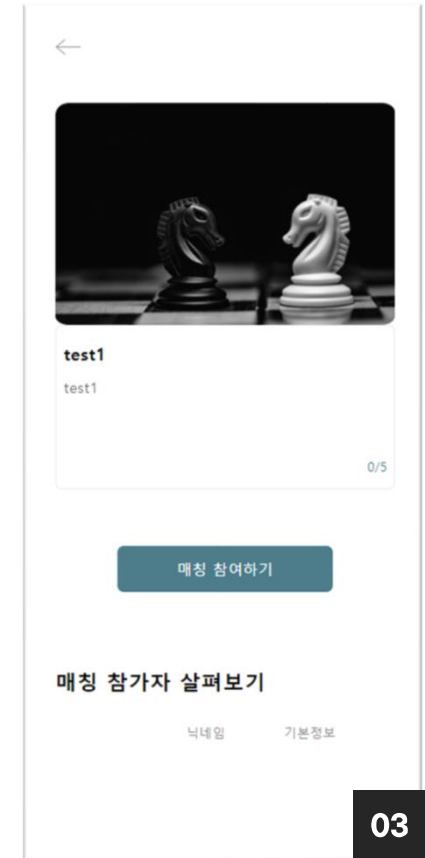 test1
test1
0/5
매칭 참여하기
매칭 참가자 살펴보기
닉네임 기본정보
03